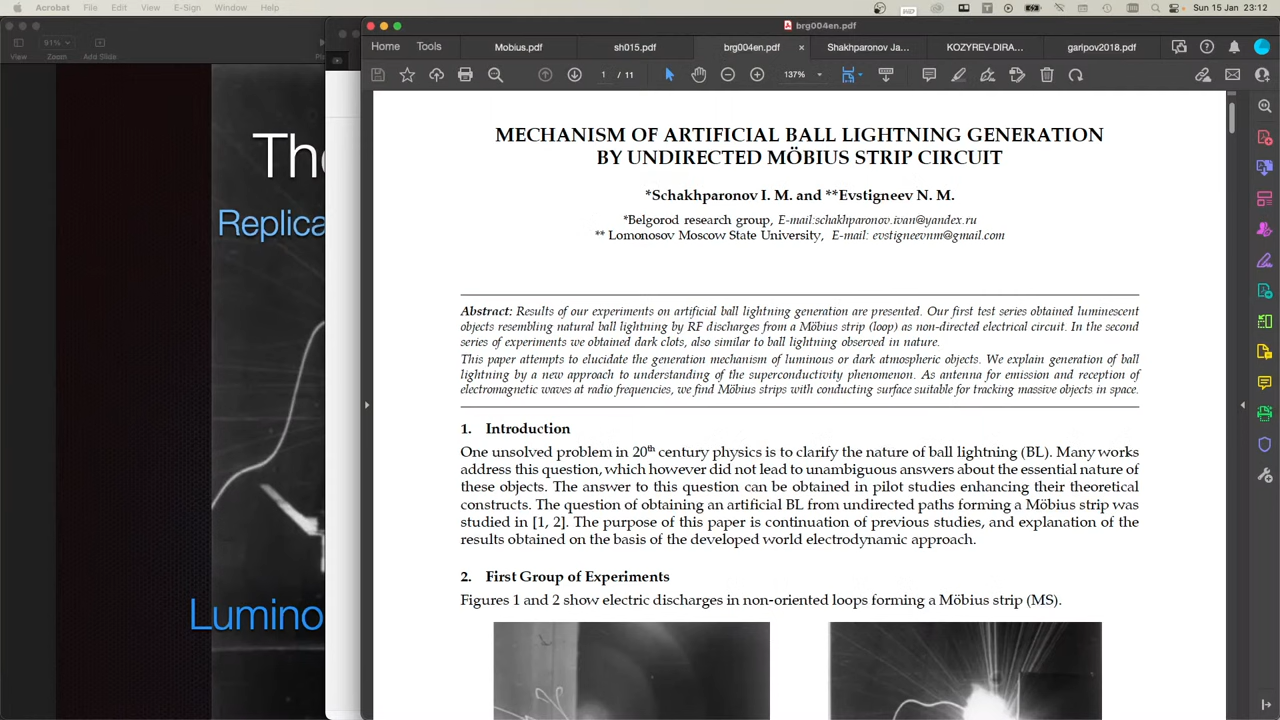 Acrobat File Edit View E-Sign Window Help
Sun 15 Jan 23:12
brg004en.pdf
91%
View Zoom Add Slide
Home Tools Mobius.pdf sh015.pdf brg004en.pdf × Shakhparonov Ja... KOZYREV-DIRA... garipov2018.pdf
1 / 11 137%
The
Replica
Lumino
MECHANISM OF ARTIFICIAL BALL LIGHTNING GENERATION
BY UNDIRECTED MÖBIUS STRIP CIRCUIT
*Schakhparonov I. M. and **Evstigneev N. M.
*Belgorod research group, E-mail:schakhparonov.ivan@yandex.ru
** Lomonosov Moscow State University, E-mail: evstigneevnm@gmail.com
Abstract: Results of our experiments on artificial ball lightning generation are presented. Our first test series obtained luminescent
objects resembling natural ball lightning by RF discharges from a Möbius strip (loop) as non-directed electrical circuit. In the second
series of experiments we obtained dark clots, also similar to ball lightning observed in nature.
This paper attempts to elucidate the generation mechanism of luminous or dark atmospheric objects. We explain generation of ball
lightning by a new approach to understanding of the superconductivity phenomenon. As antenna for emission and reception of
electromagnetic waves at radio frequencies, we find Möbius strips with conducting surface suitable for tracking massive objects in space.
1. Introduction
One unsolved problem in 20th century physics is to clarify the nature of ball lightning (BL). Many works
address this question, which however did not lead to unambiguous answers about the essential nature of
these objects. The answer to this question can be obtained in pilot studies enhancing their theoretical
constructs. The question of obtaining an artificial BL from undirected paths forming a Möbius strip was
studied in [1, 2]. The purpose of this paper is continuation of previous studies, and explanation of the
results obtained on the basis of the developed world electrodynamic approach.
2. First Group of Experiments
Figures 1 and 2 show electric discharges in non-oriented loops forming a Möbius strip (MS).